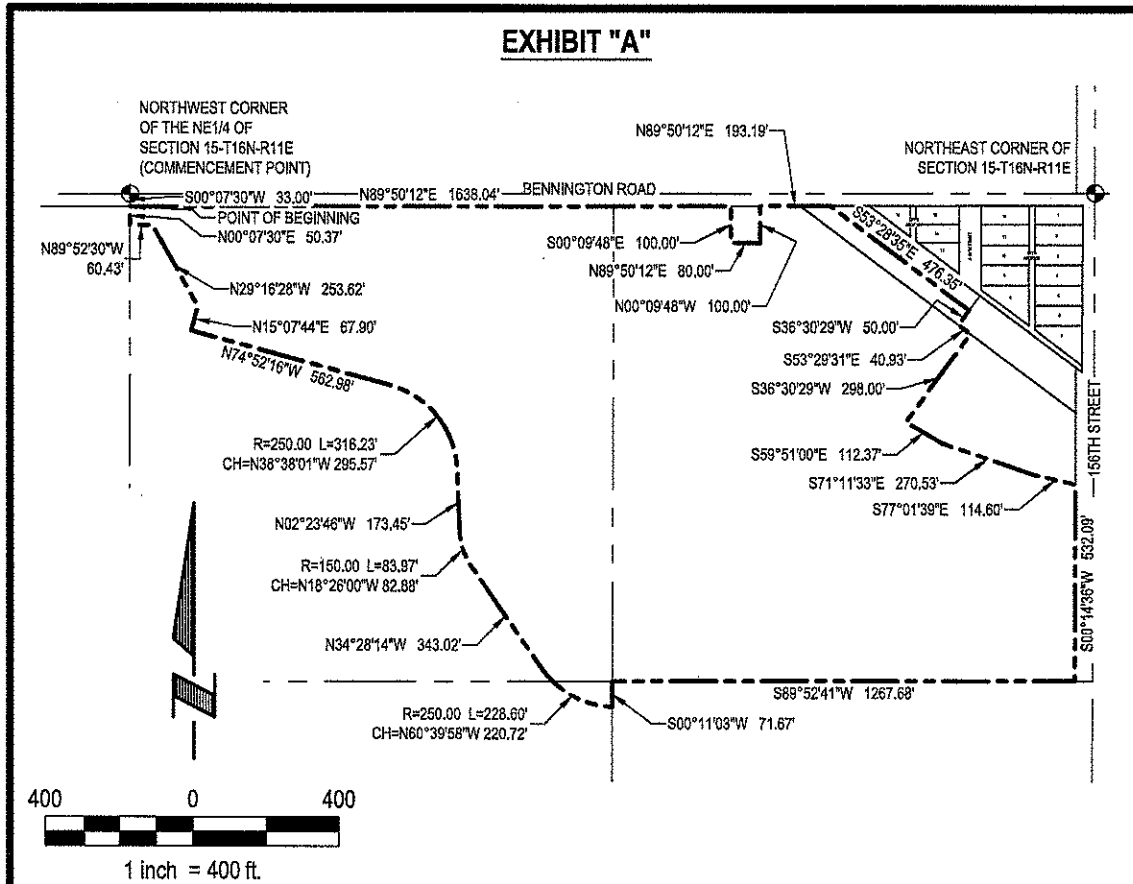 EXHIBIT "A"
NORTHWEST CORNER
OF THE NE1/4 OF
SECTION 15-T16N-R11E
(COMMENCEMENT POINT)
N89°50'12"E 193.19'
NORTHEAST CORNER OF
SECTION 15-T16N-R11E
S00°07'30"W 33.00'
N89°50'12"E 1638.04'
BENNINGTON ROAD
POINT OF BEGINNING
N00°07'30"E 50.37'
N89°52'30"W
60.43'
S00°09'48"E 100.00'
N89°50'12"E 80.00'
N00°09'48"W 100.00'
S53°28'35"E 476.35'
N29°16'28"W 253.62'
N15°07'44"E 67.90'
N74°52'16"W 562.98'
S36°30'29"W 50.00'
S53°29'31"E 40.93'
S36°30'29"W 298.00'
156TH STREET
R=250.00 L=316.23'
CH=N38°38'01"W 295.57'
S59°51'00"E 112.37'
S71°11'33"E 270.53'
S77°01'39"E 114.60'
N02°23'46"W 173.45'
R=150.00 L=83.97'
CH=N18°26'00"W 82.88'
S00°14'36"W 532.09'
N34°28'14"W 343.02'
S89°52'41"W 1267.68'
R=250.00 L=228.60'
CH=N60°39'58"W 220.72'
S00°11'03"W 71.67'
400 0 400
1 inch = 400 ft.